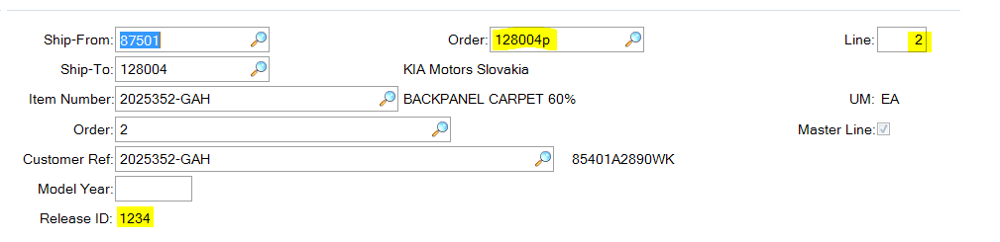 Ship-From: 87501 Order: 128004p Line: 2
Ship-To: 128004 KIA Motors Slovakia
Item Number: 2025352-GAH BACKPANEL CARPET 60% UM: EA
Order: 2 Master Line:
Customer Ref: 2025352-GAH 85401A2890WK
Model Year:
Release ID: 1234